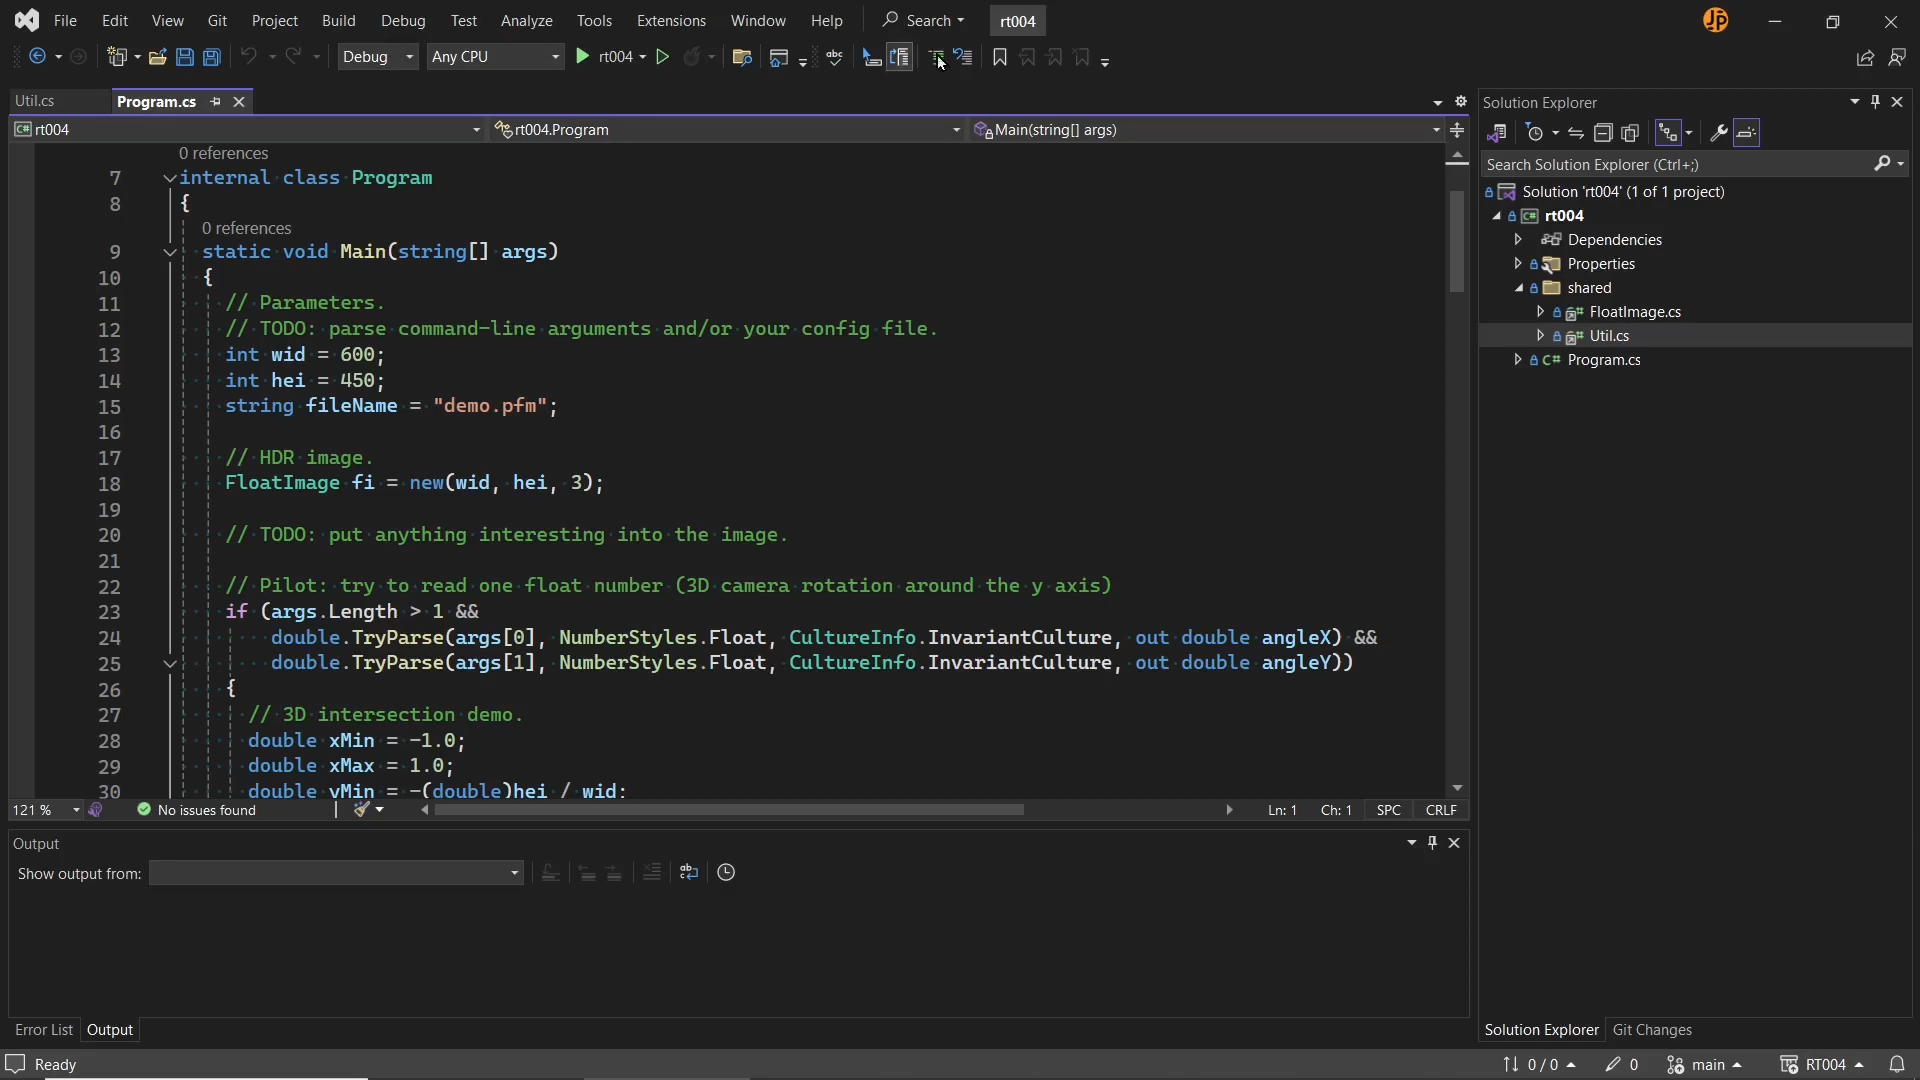 File Edit View Git Project Build Debug Test Analyze Tools Extensions Window Help Search rt004 JP
Debug Any CPU rt004 abc
Util.cs Program.cs
C# rt004 rt004.Program Main(string[] args)
0 references
7 internal class Program
8 {
0 references
9 static void Main(string[] args)
10 {
11 // Parameters.
12 // TODO: parse command-line arguments and/or your config file.
13 int wid = 600;
14 int hei = 450;
15 string fileName = "demo.pfm";
16
17 // HDR image.
18 FloatImage fi = new(wid, hei, 3);
19
20 // TODO: put anything interesting into the image.
21
22 // Pilot: try to read one float number (3D camera rotation around the y axis)
23 if (args.Length > 1 &&
24 double.TryParse(args[0], NumberStyles.Float, CultureInfo.InvariantCulture, out double angleX) &&
25 double.TryParse(args[1], NumberStyles.Float, CultureInfo.InvariantCulture, out double angleY))
26 {
27 // 3D intersection demo.
28 double xMin = -1.0;
29 double xMax = 1.0;
30 double yMin = -(double)hei / wid;
121 % No issues found Ln: 1 Ch: 1 SPC CRLF
Output
Show output from:
Error List Output
Solution Explorer
Search Solution Explorer (Ctrl+;)
Solution 'rt004' (1 of 1 project)
C# rt004
Dependencies
Properties
shared
FloatImage.cs
Util.cs
C# Program.cs
Solution Explorer Git Changes
Ready 0 / 0 0 main RT004